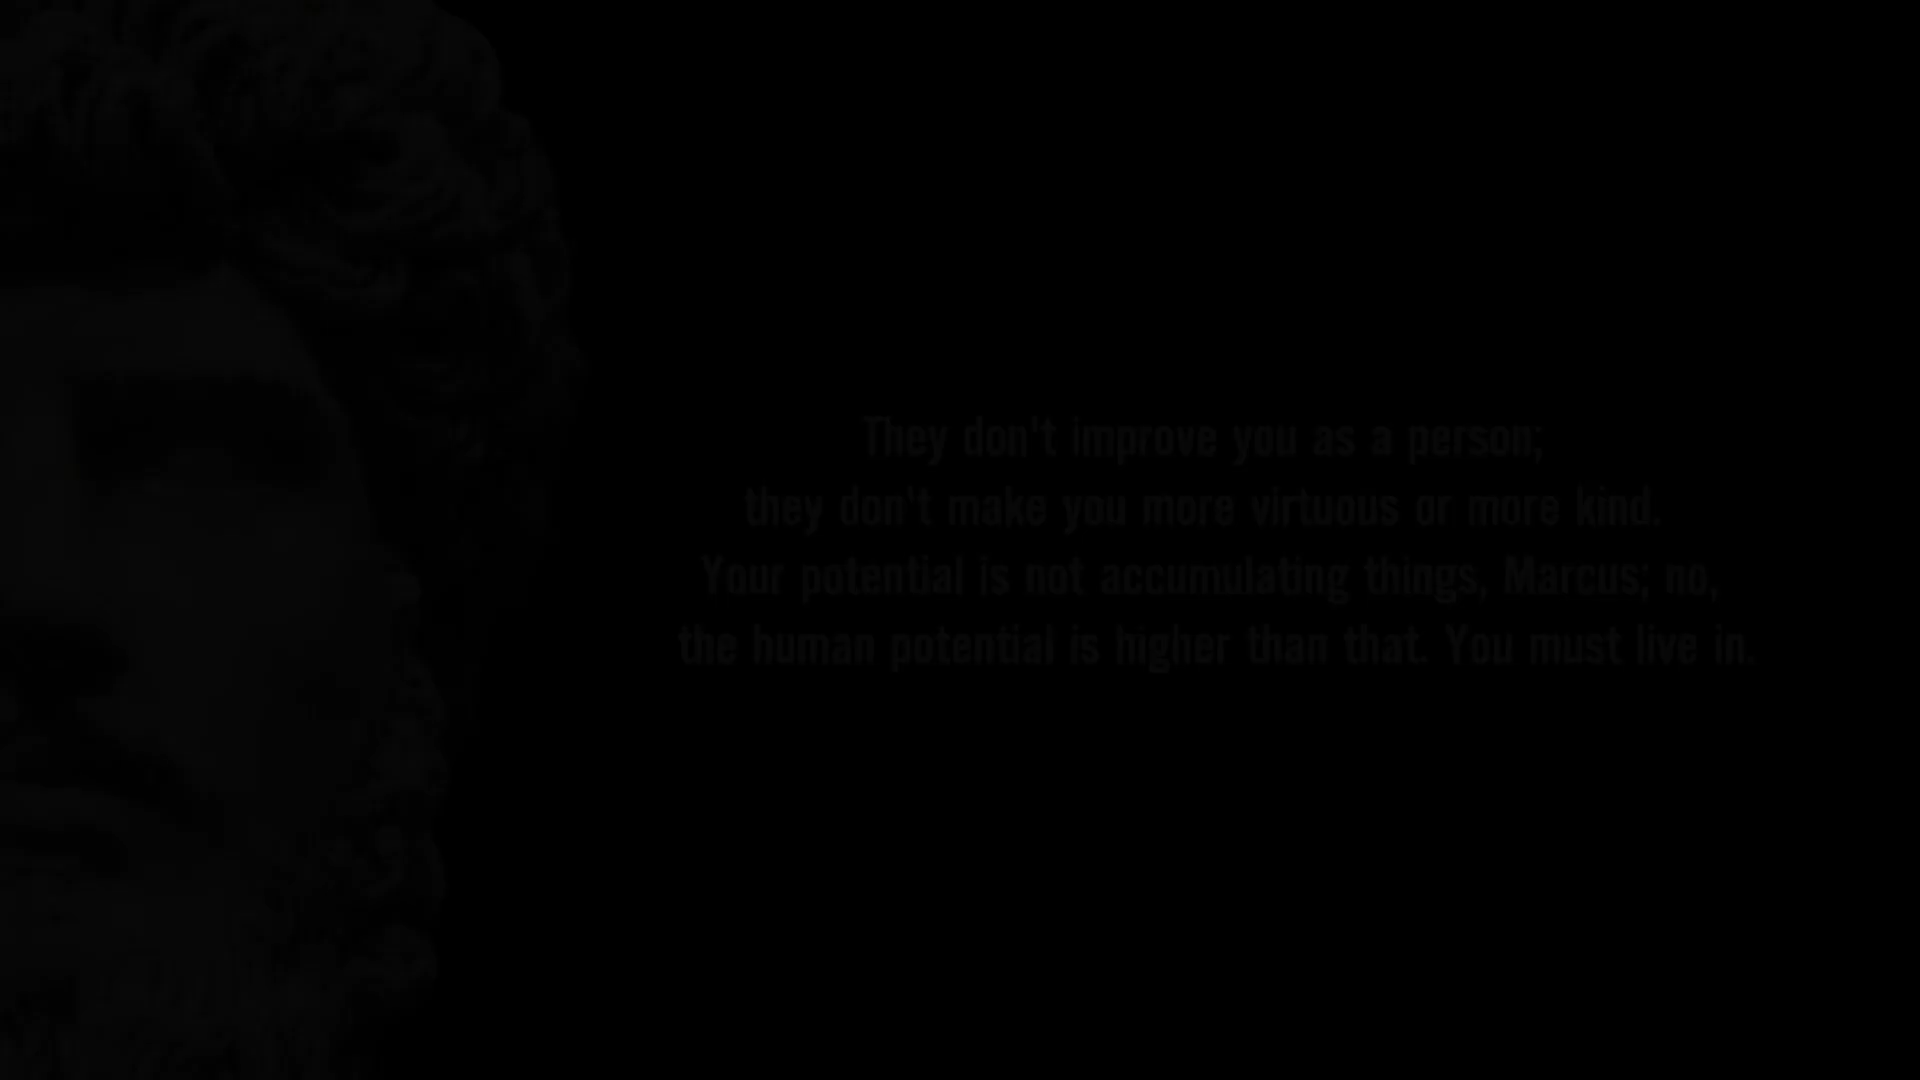 They don't improve you as a person;
they don't make you more virtuous or more kind.
Your potential is not accumulating things, Marcus; no,
the human potential is higher than that. You must live in.